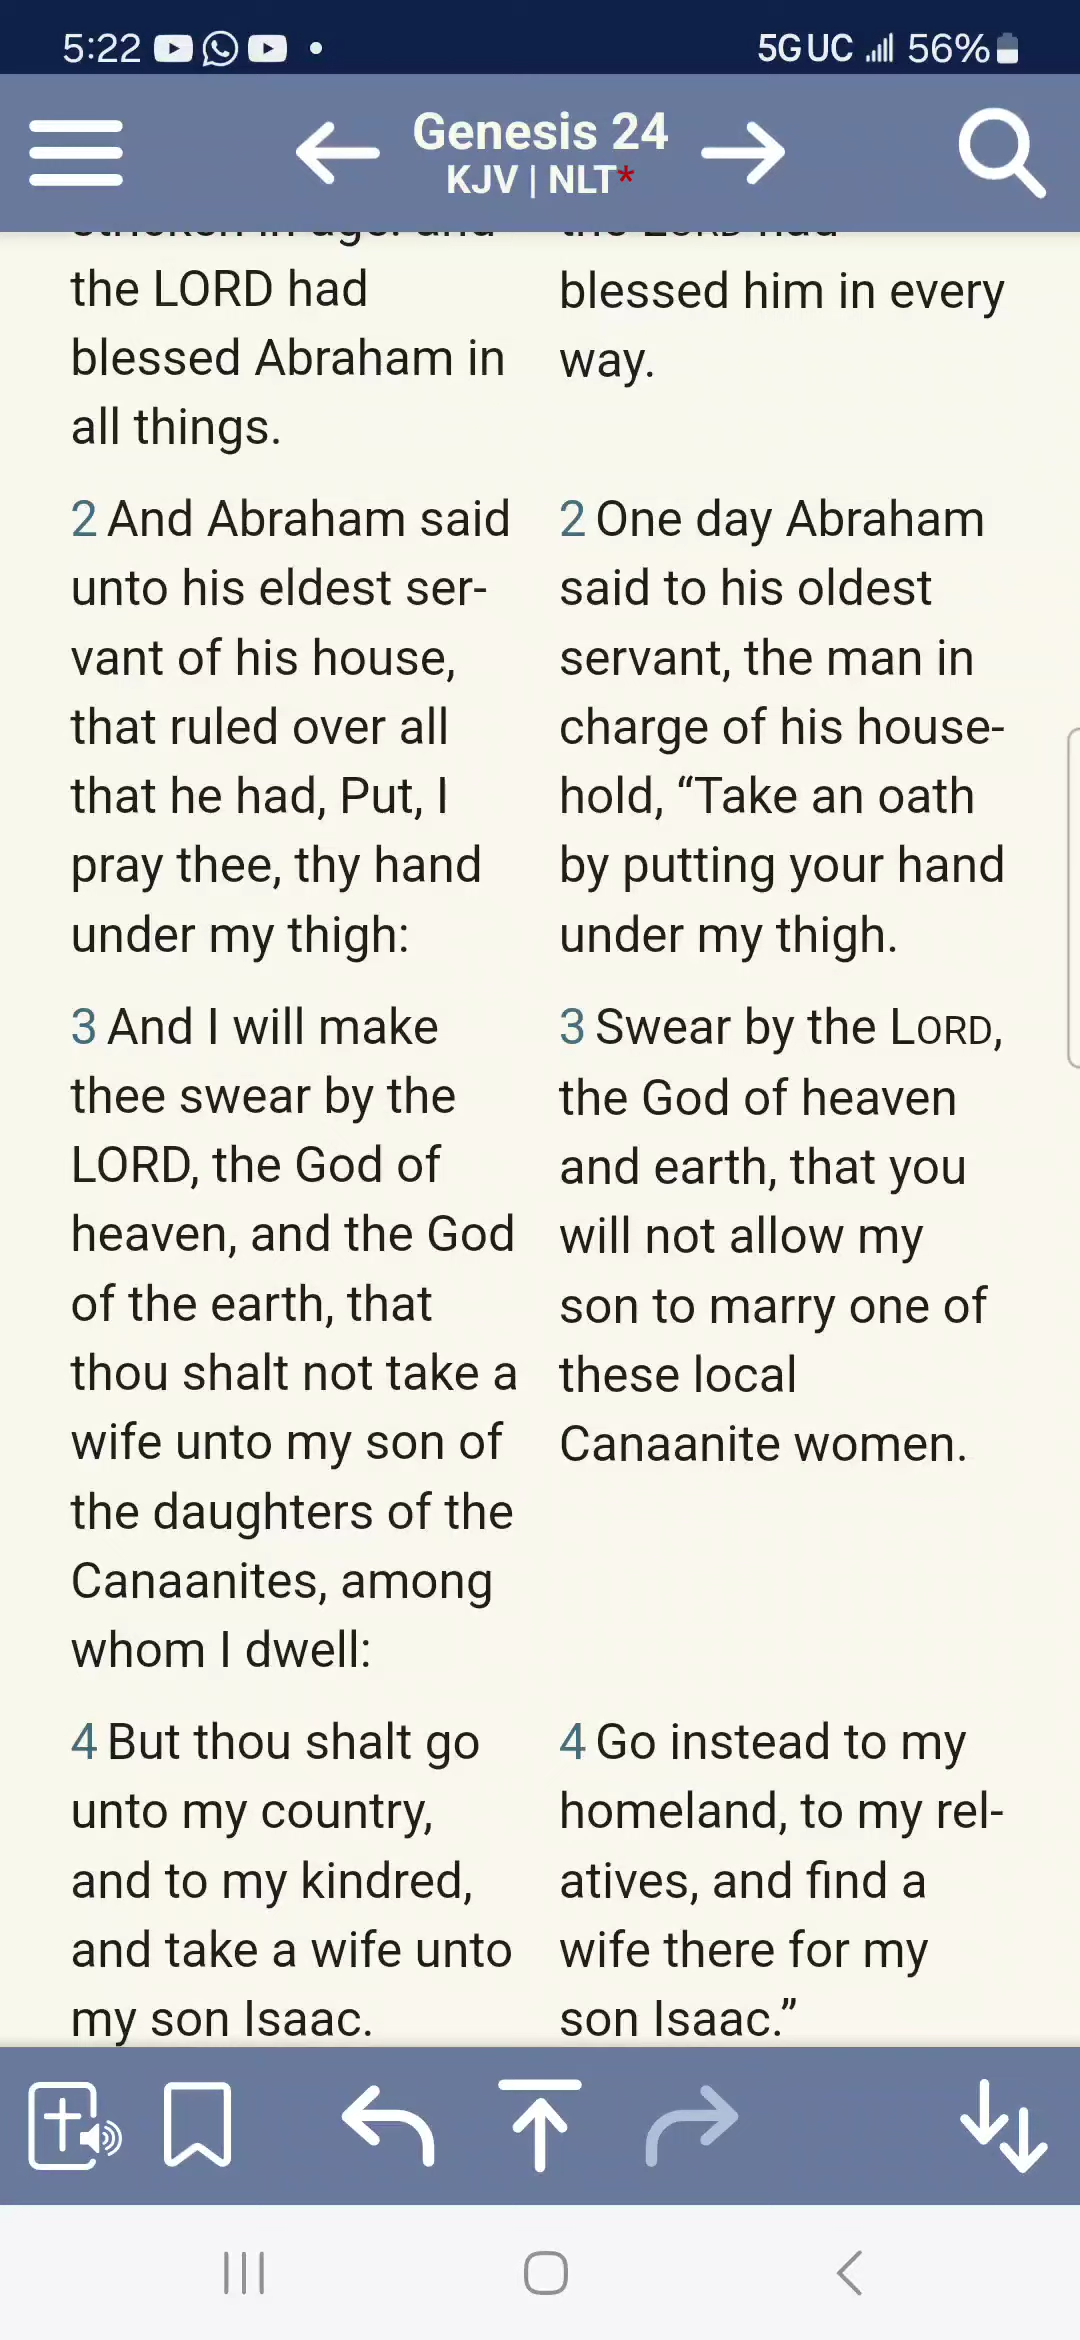 5:22
5G UC 56%
Genesis 24
KJV | NLT*
the LORD had
blessed Abraham in
all things.
2 And Abraham said
unto his eldest ser-
vant of his house,
that ruled over all
that he had, Put, I
pray thee, thy hand
under my thigh:
3 And I will make
thee swear by the
LORD, the God of
heaven, and the God
of the earth, that
thou shalt not take a
wife unto my son of
the daughters of the
Canaanites, among
whom I dwell:
4 But thou shalt go
unto my country,
and to my kindred,
and take a wife unto
my son Isaac.
blessed him in every
way.
2 One day Abraham
said to his oldest
servant, the man in
charge of his house-
hold, “Take an oath
by putting your hand
under my thigh.
3 Swear by the LORD,
the God of heaven
and earth, that you
will not allow my
son to marry one of
these local
Canaanite women.
4 Go instead to my
homeland, to my rel-
atives, and find a
wife there for my
son Isaac.”